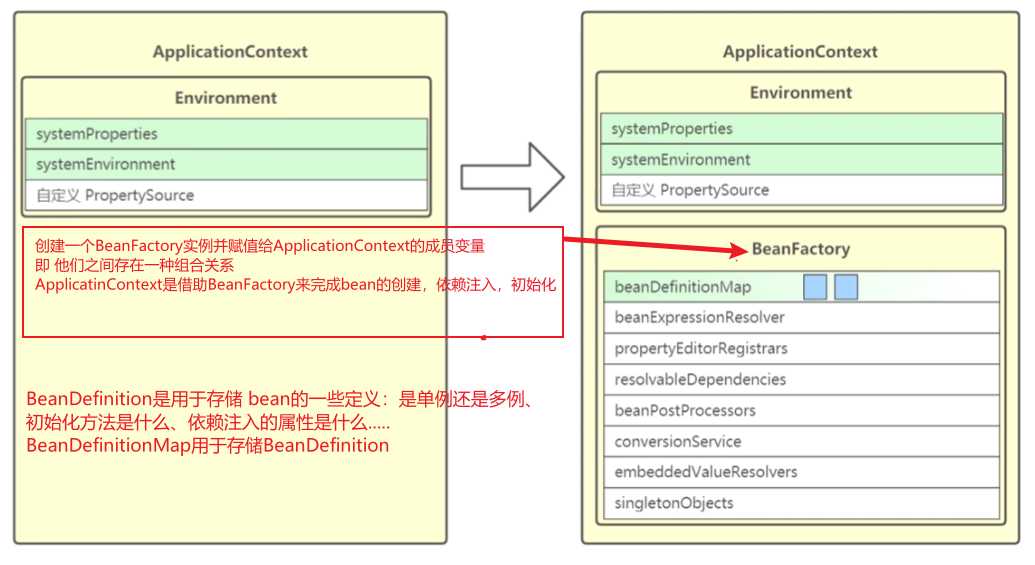 ApplicationContext
Environment
systemProperties
systemEnvironment
自定义 PropertySource
创建一个BeanFactory实例并赋值给ApplicationContext的成员变量
即 他们之间存在一种组合关系
ApplicatinContext是借助BeanFactory来完成bean的创建，依赖注入，初始化
BeanDefinition是用于存储 bean的一些定义：是单例还是多例、
初始化方法是什么、依赖注入的属性是什么.....
BeanDefinitionMap用于存储BeanDefinition
ApplicationContext
Environment
systemProperties
systemEnvironment
自定义 PropertySource
BeanFactory
beanDefinitionMap
beanExpressionResolver
propertyEditorRegistrars
resolvableDependencies
beanPostProcessors
conversionService
embeddedValueResolvers
singletonObjects